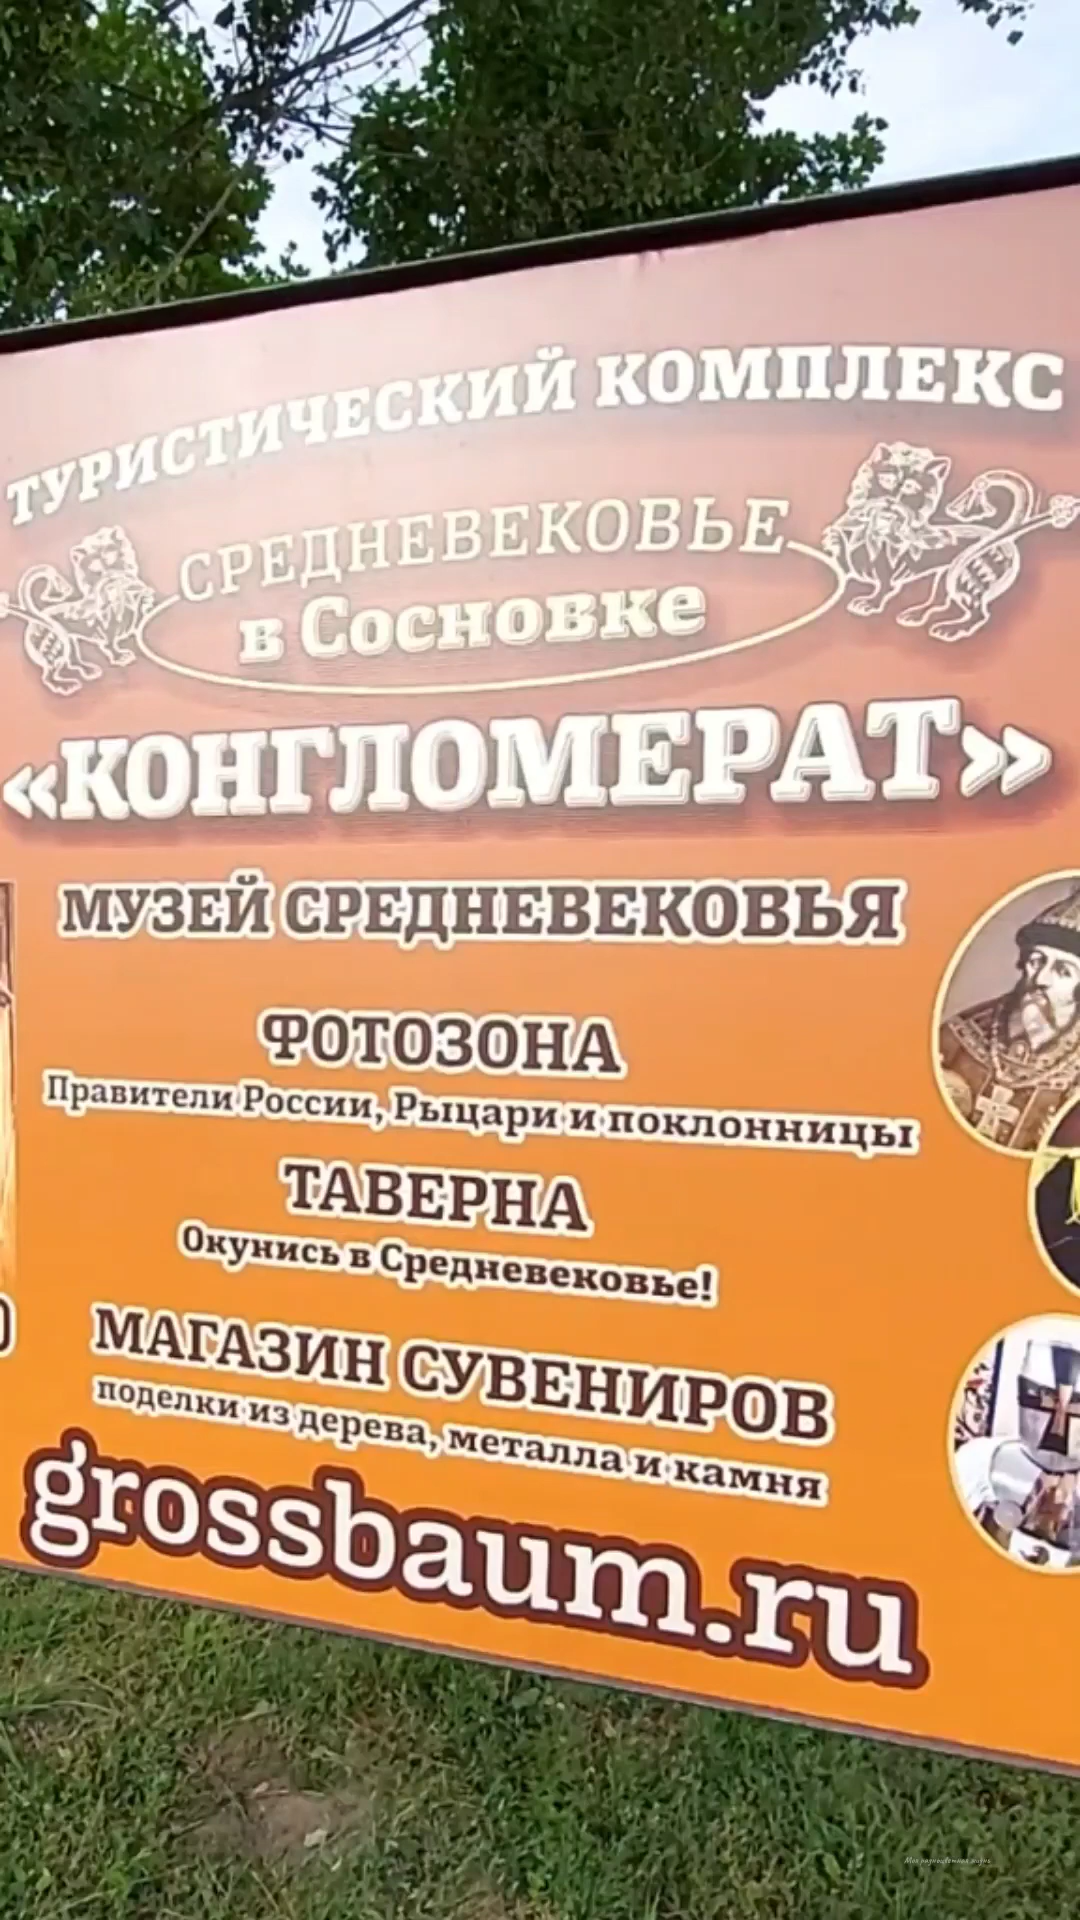 ТУРИСТИЧЕСКИЙ КОМПЛЕКС
СРЕДНЕВЕКОВЬЕ
в Сосновке
«КОНГЛОМЕРАТ»
МУЗЕЙ СРЕДНЕВЕКОВЬЯ
ФОТОЗОНА
Правители России, Рыцари и поклонницы
ТАВЕРНА
Окунись в Средневековье!
МАГАЗИН СУВЕНИРОВ
поделки из дерева, металла и камня
grossbaum.ru